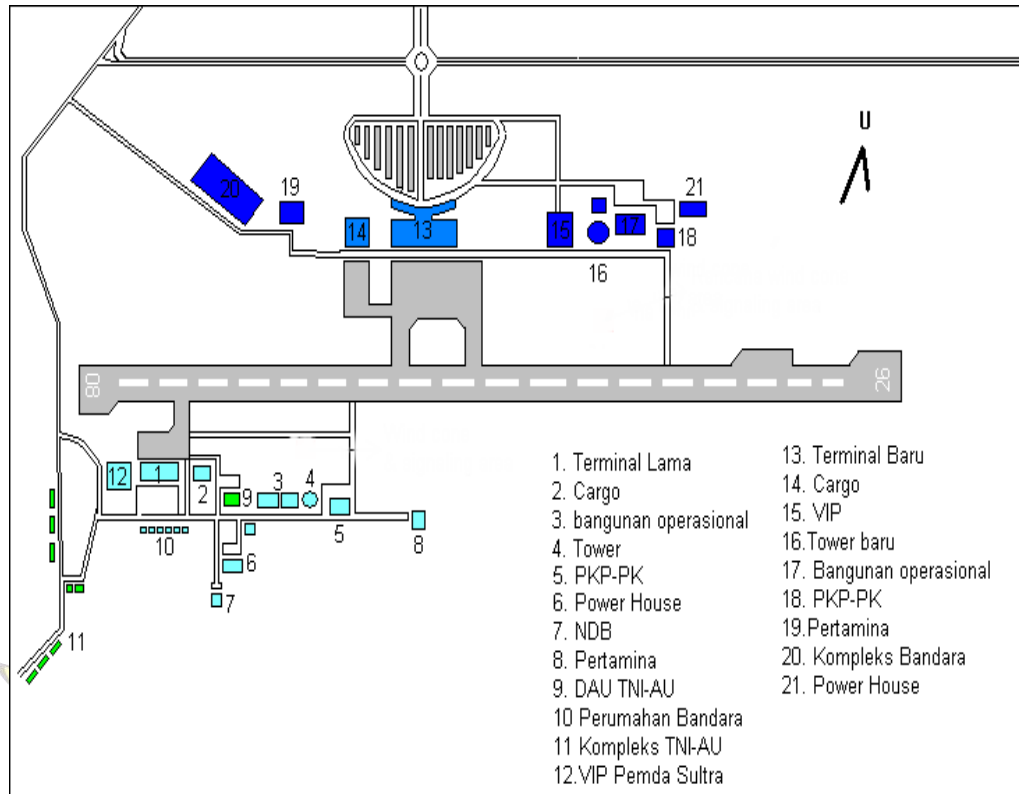 U
20
19
14
13
15
16
17
18
21
08
26
12
1
2
9
3
4
5
8
10
6
7
11
1. Terminal Lama
2. Cargo
3. bangunan operasional
4. Tower
5. PKP-PK
6. Power House
7. NDB
8. Pertamina
9. DAU TNI-AU
10 Perumahan Bandara
11 Kompleks TNI-AU
12.VIP Pemda Sultra
13. Terminal Baru
14. Cargo
15. VIP
16.Tower baru
17. Bangunan operasional
18. PKP-PK
19.Pertamina
20. Kompleks Bandara
21. Power House